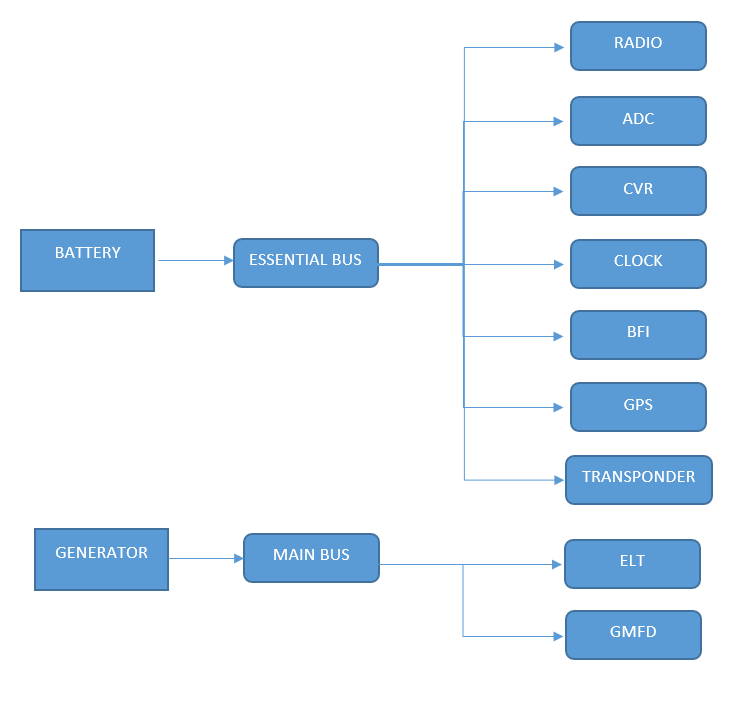 RADIO
ADC
CVR
BATTERY
ESSENTIAL BUS
CLOCK
BFI
GPS
TRANSPONDER
GENERATOR
MAIN BUS
ELT
GMFD